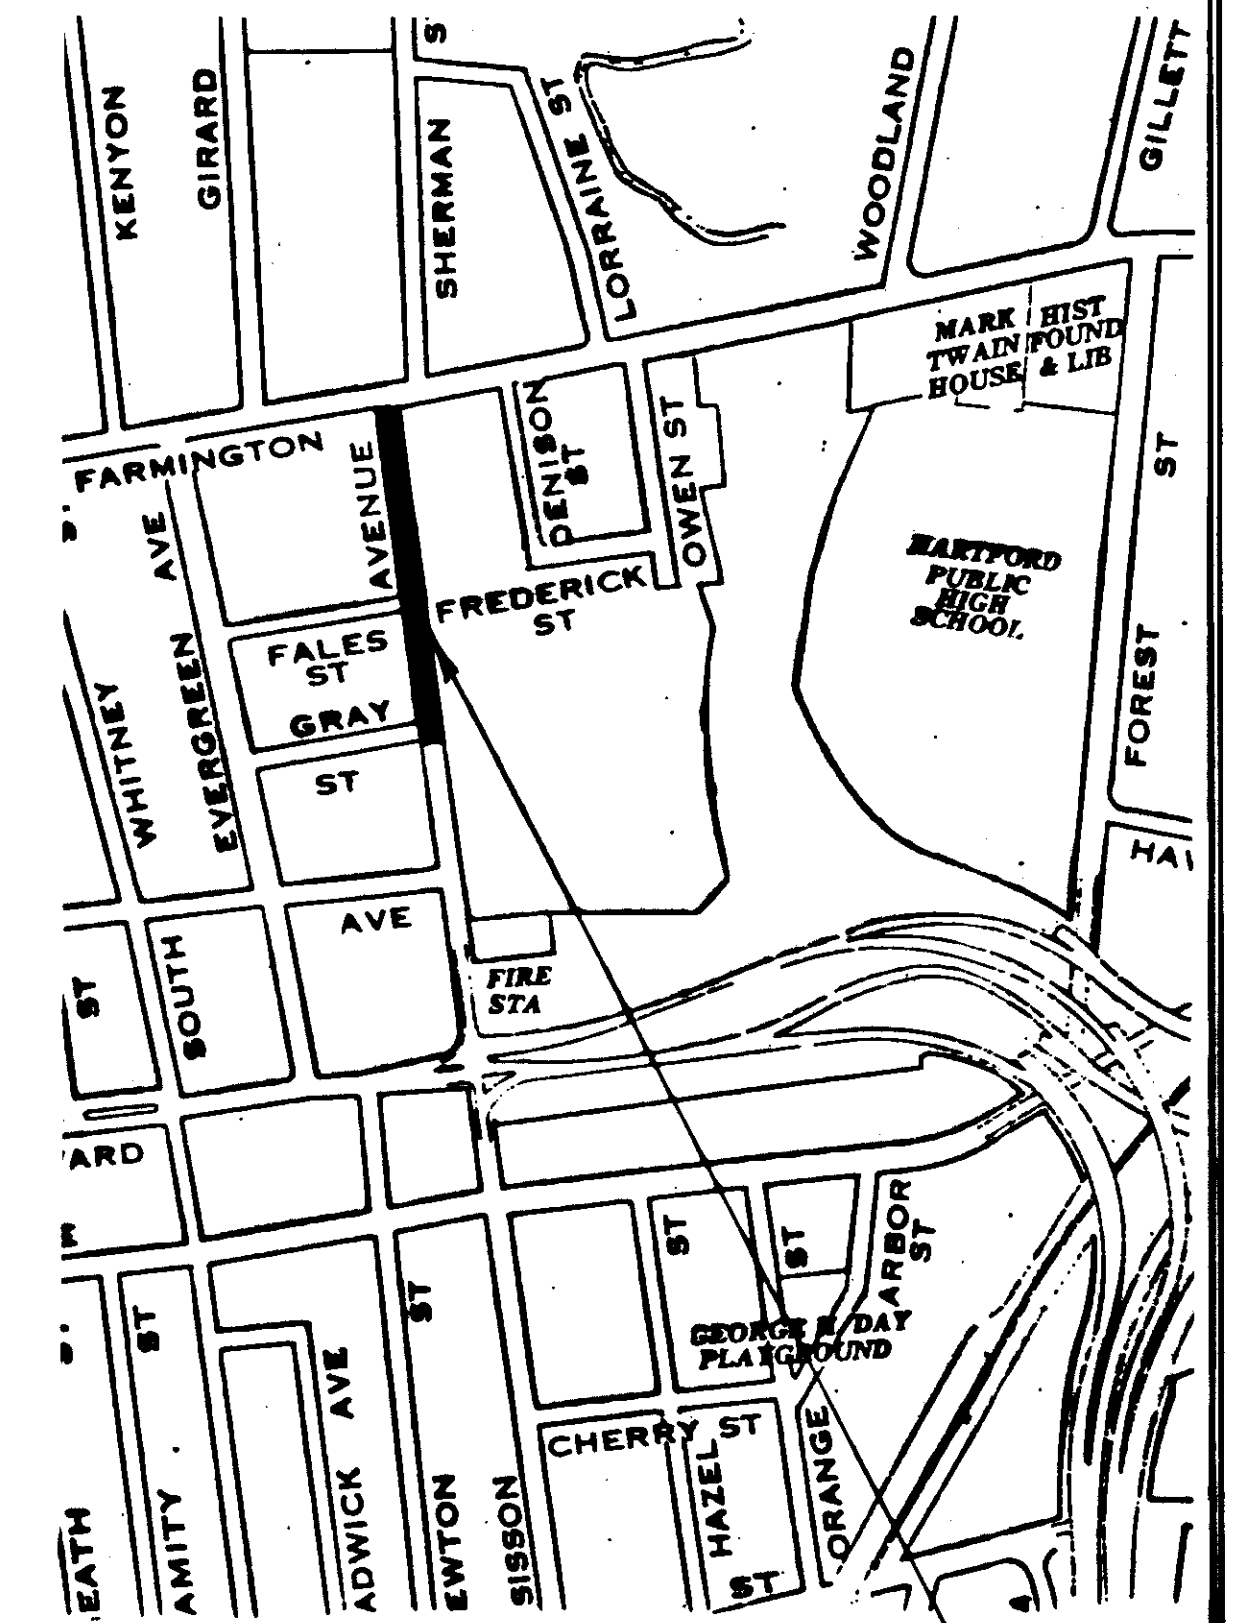 KENYON
GIRARD
SHERMAN
S
LORRAINE ST
WOODLAND
GILLETT
MARK
TWAIN
HOUSE
HIST
FOUND
& LIB
FARMINGTON
AVENUE
DENISON
ST
OWEN ST
ST
AVE
HARTFORD
PUBLIC
HIGH
SCHOOL
FREDERICK
ST
FALES
ST
EVERGREEN
WHITNEY
GRAY
ST
FOREST
HA
AVE
SOUTH
ST
FIRE
STA
ARD
ST
ST
ARBOR
ST
ST
ST
GEORGE H DAY
PLAYGROUND
AVE
CHERRY ST
ORANGE
HAZEL
ST
EATH
AMITY
ADWICK
EWTON
SISSON